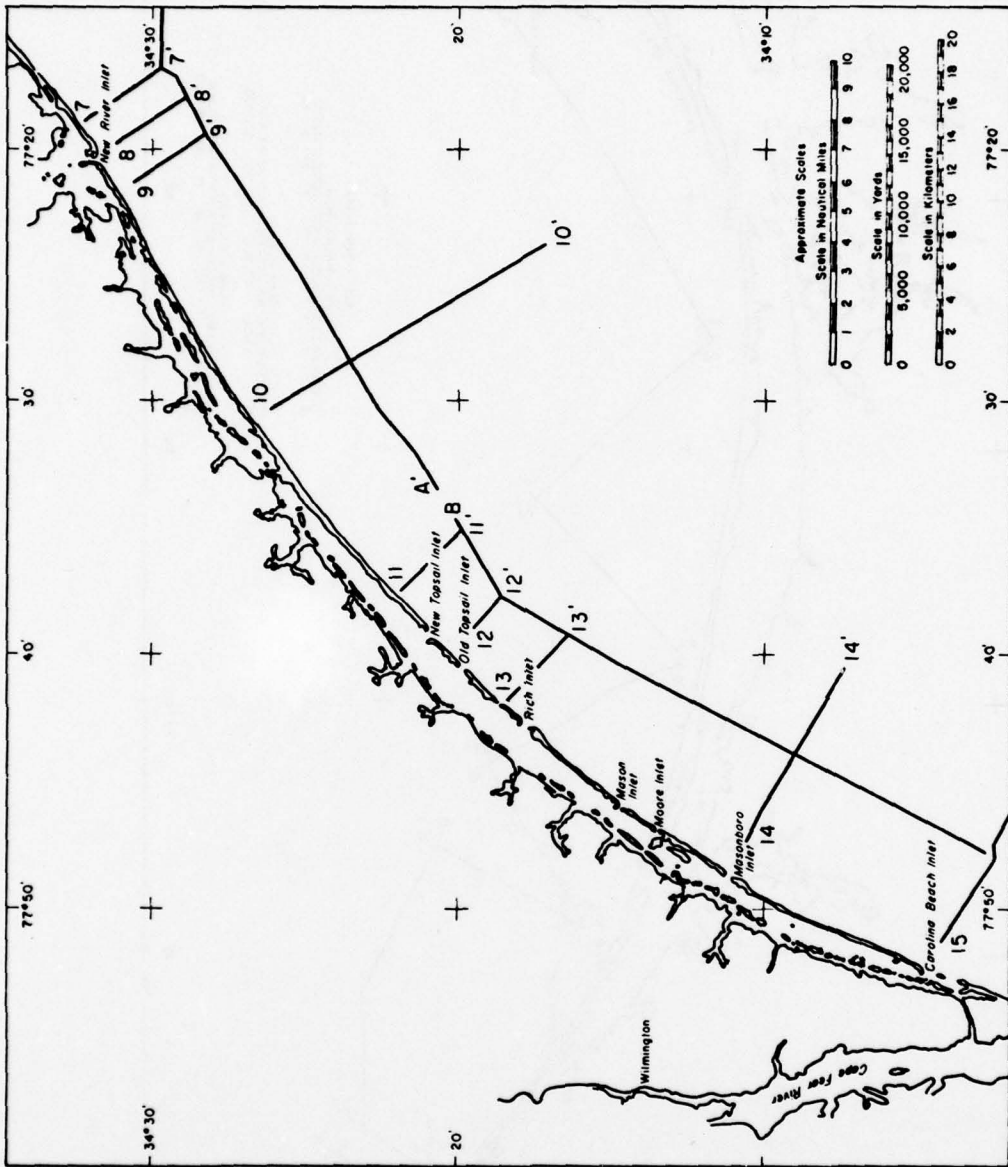 34°30'
20'
34°10'
7'
8'
9'
7
8
9
New River Inlet
77°20'
77°20'
10'
10
30'
30'
A'
B
11'
11
New Topsail Inlet
12'
Old Topsail Inlet
12
13'
13
Rich Inlet
40'
40'
14'
Mason
Inlet
Moore Inlet
Masonboro
Inlet
14
77°50'
77°50'
Carolina Beach Inlet
15
Wilmington
Cape Fear
River
34°30'
20'
Approximate Scales
Scale in Nautical Miles
0 1 2 3 4 5 6 7 8 9 10
Scale in Yards
0 5,000 10,000 15,000 20,000
Scale in Kilometers
0 2 4 6 8 10 12 14 16 18 20